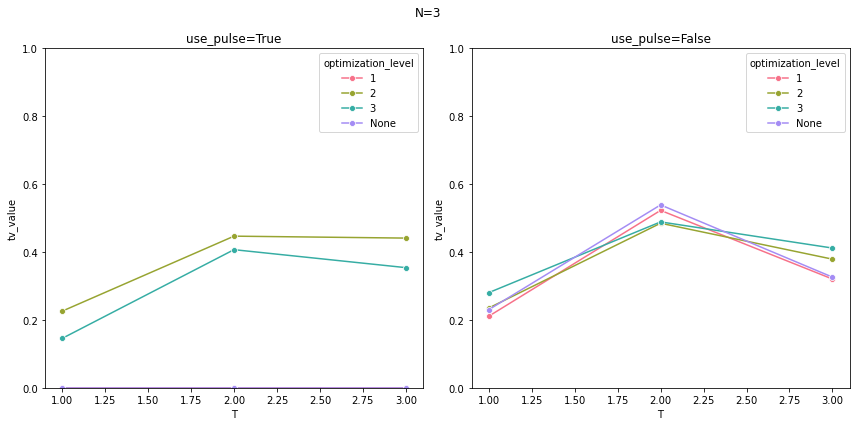 N=3
use_pulse=True
tv_value
1.0
0.8
0.6
0.4
0.2
0.0
1.00 1.25 1.50 1.75 2.00 2.25 2.50 2.75 3.00
T
optimization_level
1
2
3
None
use_pulse=False
tv_value
1.0
0.8
0.6
0.4
0.2
0.0
1.00 1.25 1.50 1.75 2.00 2.25 2.50 2.75 3.00
T
optimization_level
1
2
3
None